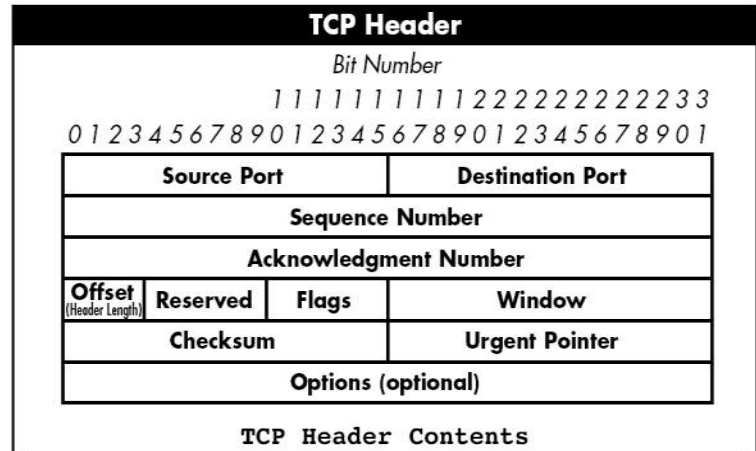 TCP Header
Bit Number
1 1 1 1 1 1 1 1 1 1 2 2 2 2 2 2 2 2 2 2 3 3
0 1 2 3 4 5 6 7 8 9 0 1 2 3 4 5 6 7 8 9 0 1 2 3 4 5 6 7 8 9 0 1
Source Port Destination Port
Sequence Number
Acknowledgment Number
Offset Reserved Flags Window
(Header Length)
Checksum Urgent Pointer
Options (optional)
TCP Header Contents